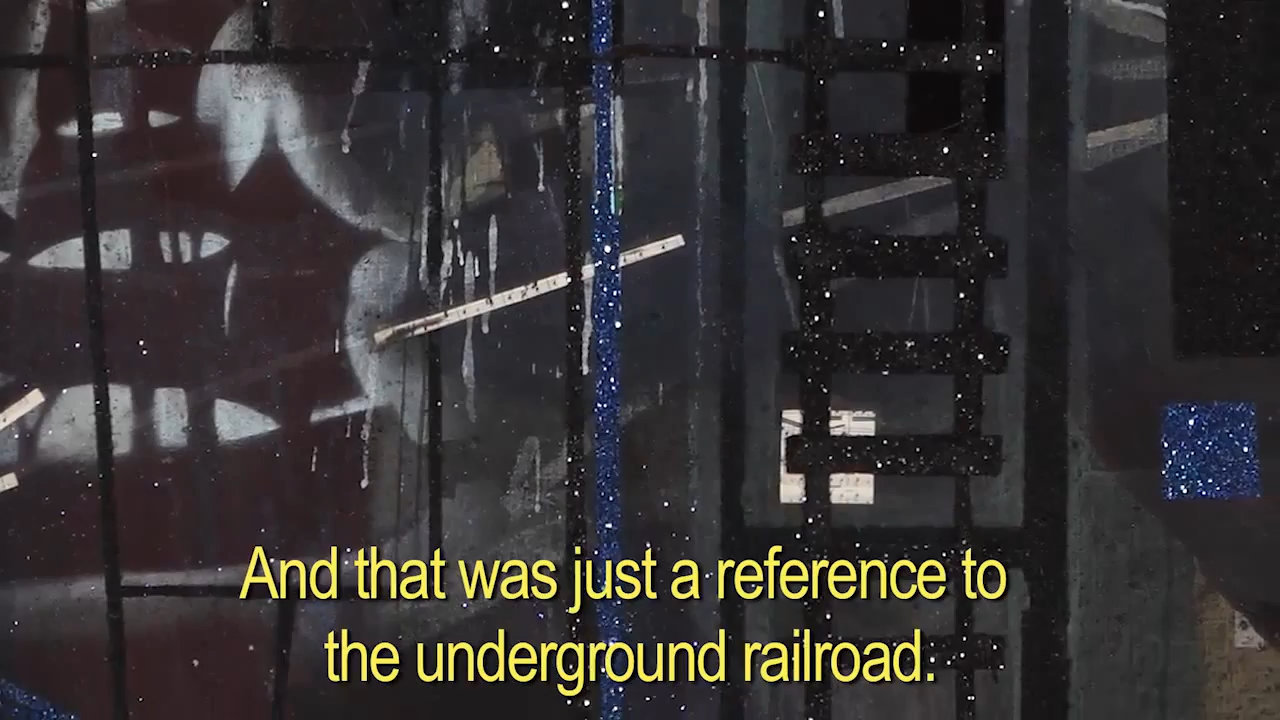 And that was just a reference to
the underground railroad.